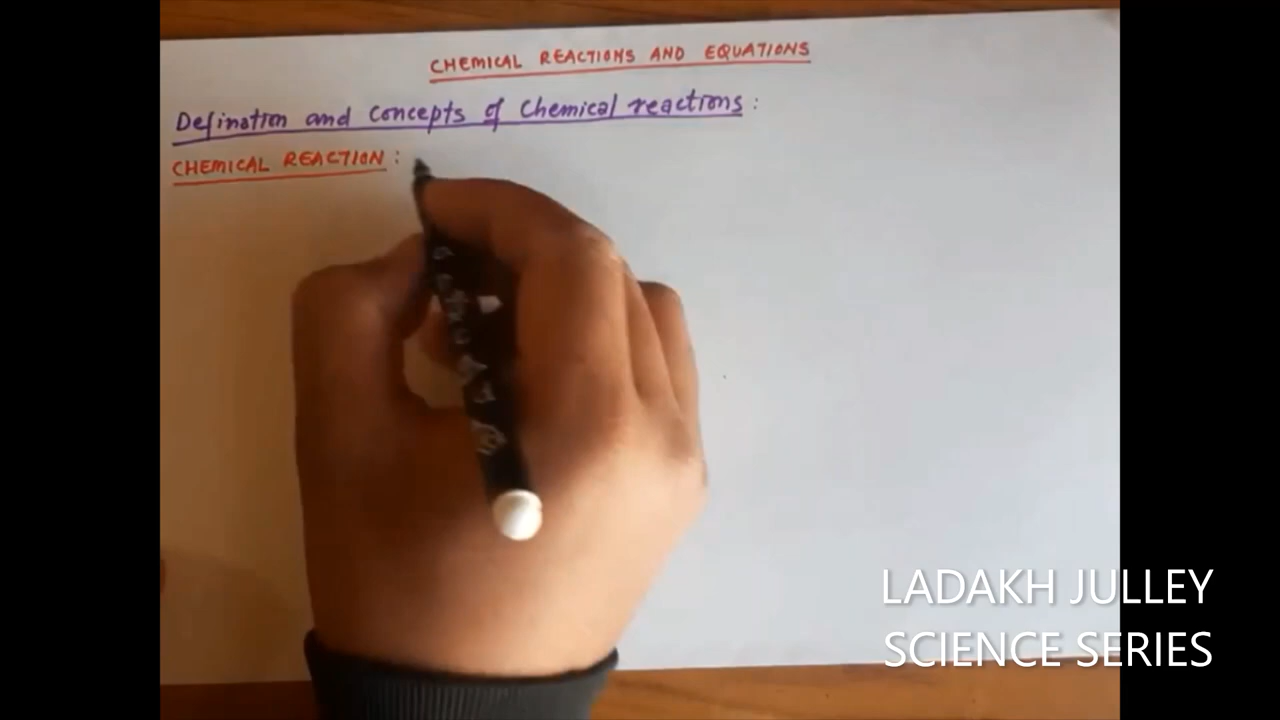 CHEMICAL REACTIONS AND EQUATIONS
Defination and concepts of Chemical reactions :
CHEMICAL REACTION :
LADAKH JULLEY
SCIENCE SERIES